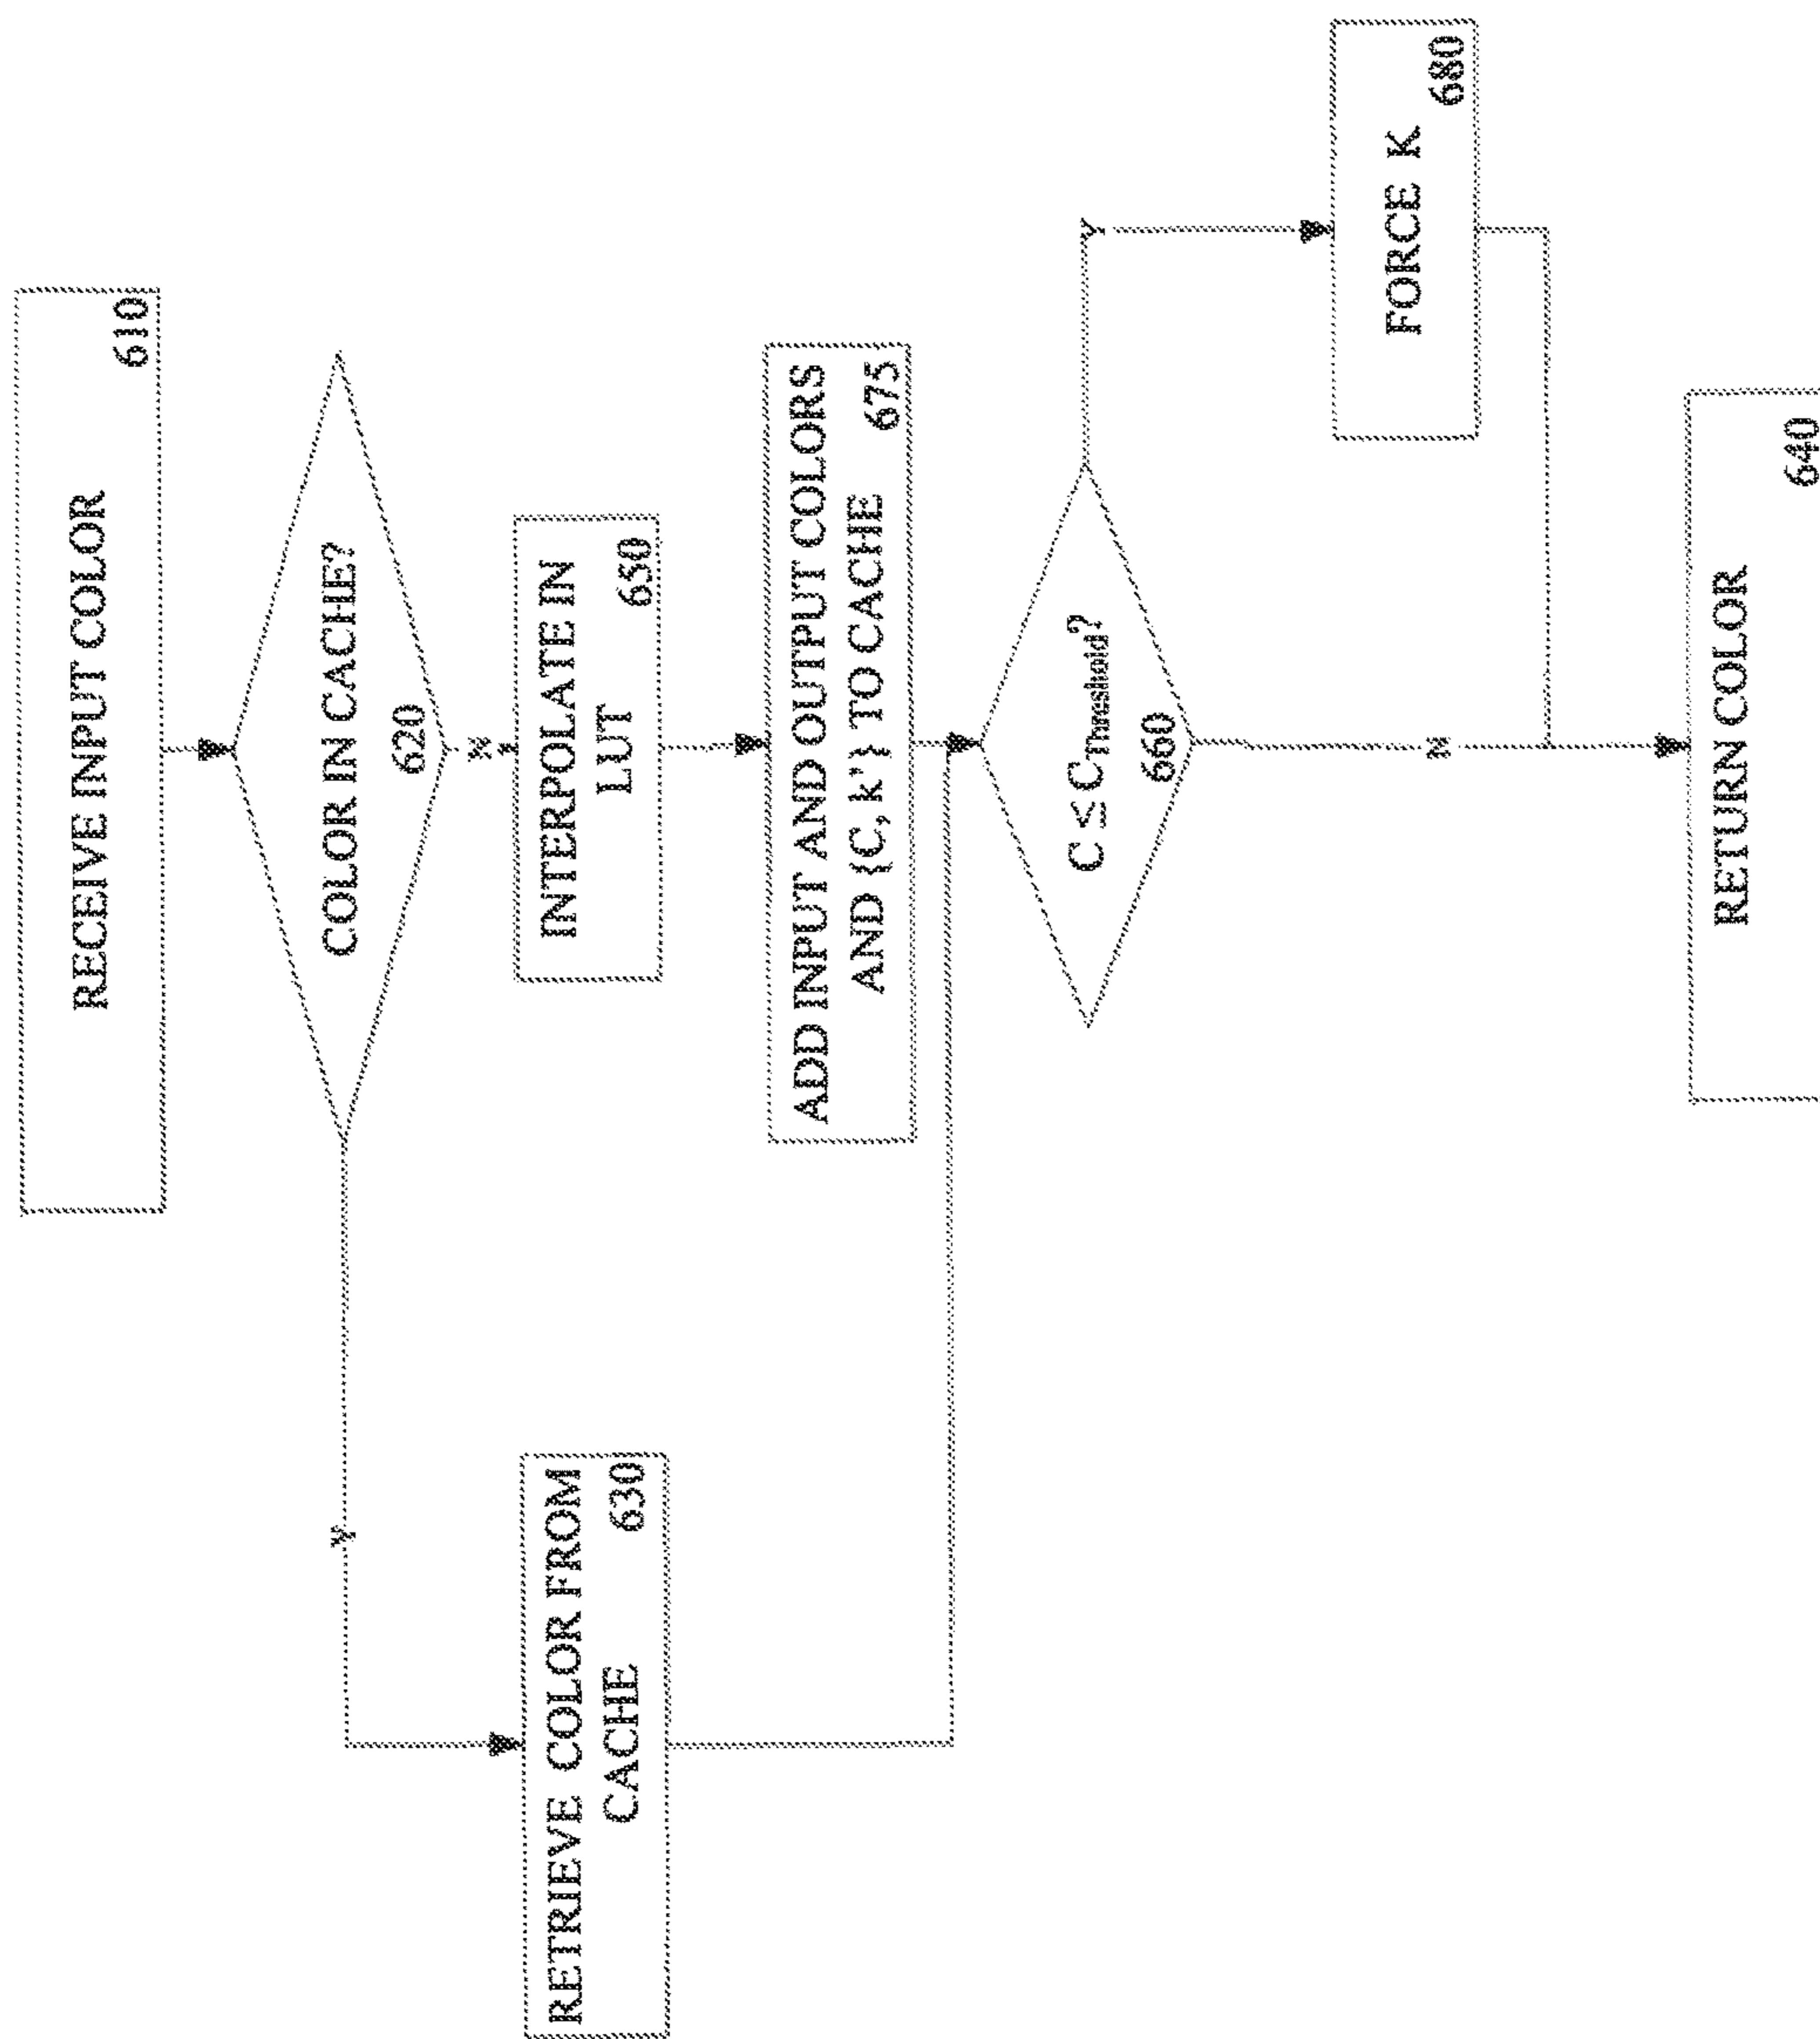 RECEIVE INPUT COLOR
610
COLOR IN CACHE?
620
Y
N
RETRIEVE COLOR FROM
CACHE
630
INTERPOLATE IN
LUT
650
ADD INPUT AND OUTPUT COLORS
AND {C, k'} TO CACHE
675
C ≤ CThreshold?
660
Y
N
FORCE K
680
RETURN COLOR
640